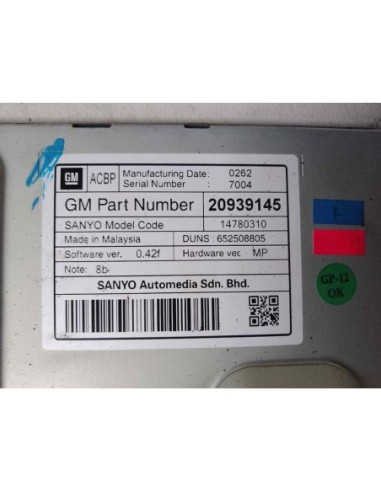 GM ACBP Manufacturing Date: 0262
Serial Number : 7004
GM Part Number 20939145
SANYO Model Code 14780310
Made in Malaysia DUNS : 652508805
Software ver. 0.42f Hardware ver. MP
Note: 8b
SANYO Automedia Sdn. Bhd.
GP-12
OK